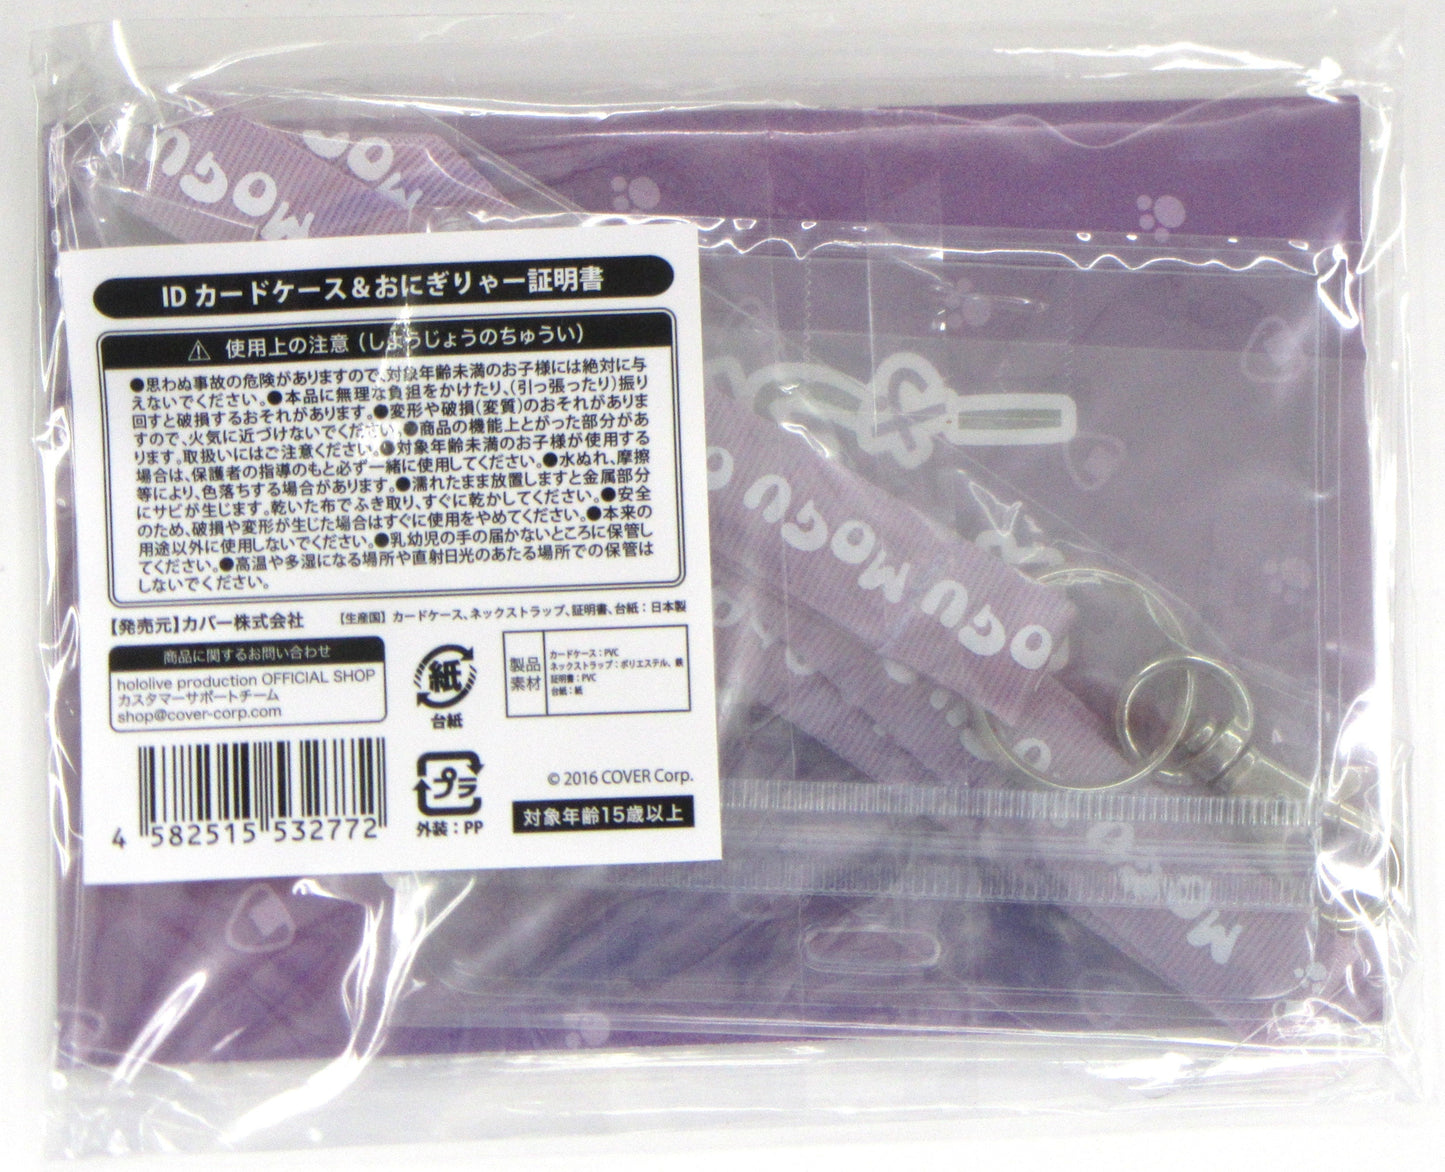 MOGU
MOGU
ID カードケース＆おにぎりゃー証明書
⚠ 使用上の注意（しようじょうのちゅうい）
●思わぬ事故の危険がありますので、対象年齢未満のお子様には絶対に与
えないでください。●本品に無理な負担をかけたり、(引っ張ったり)振り
回すと破損するおそれがあります。●変形や破損(変質)のおそれがありま
すので、火気に近づけないでください。●商品の機能上とがった部分があ
ります。取扱いにはご注意ください。●対象年齢未満のお子様が使用する
場合は、保護者の指導のもと必ず一緒に使用してください。●水ぬれ、摩擦
等により、色落ちする場合があります。●濡れたまま放置しますと金属部分
にサビが生じます。乾いた布でふき取り、すぐに乾かしてください。●安全
のため、破損や変形が生じた場合はすぐに使用をやめてください。●本来の
用途以外に使用しないでください。●乳幼児の手の届かないところに保管し
てください。●高温や多湿になる場所や直射日光のあたる場所での保管は
しないでください。
【発売元】カバー株式会社
【生産国】カードケース、ネックストラップ、証明書、台紙：日本製
商品に関するお問い合わせ
hololive production OFFICIAL SHOP
カスタマーサポートチーム
shop@cover-corp.com
紙
台紙
製品
素材
カードケース：PVC
ネックストラップ：ポリエステル、鉄
証明書：PVC
台紙：紙
4 582515 532772
プラ
外装：PP
© 2016 COVER Corp.
対象年齢15歳以上
OGU MOGU O